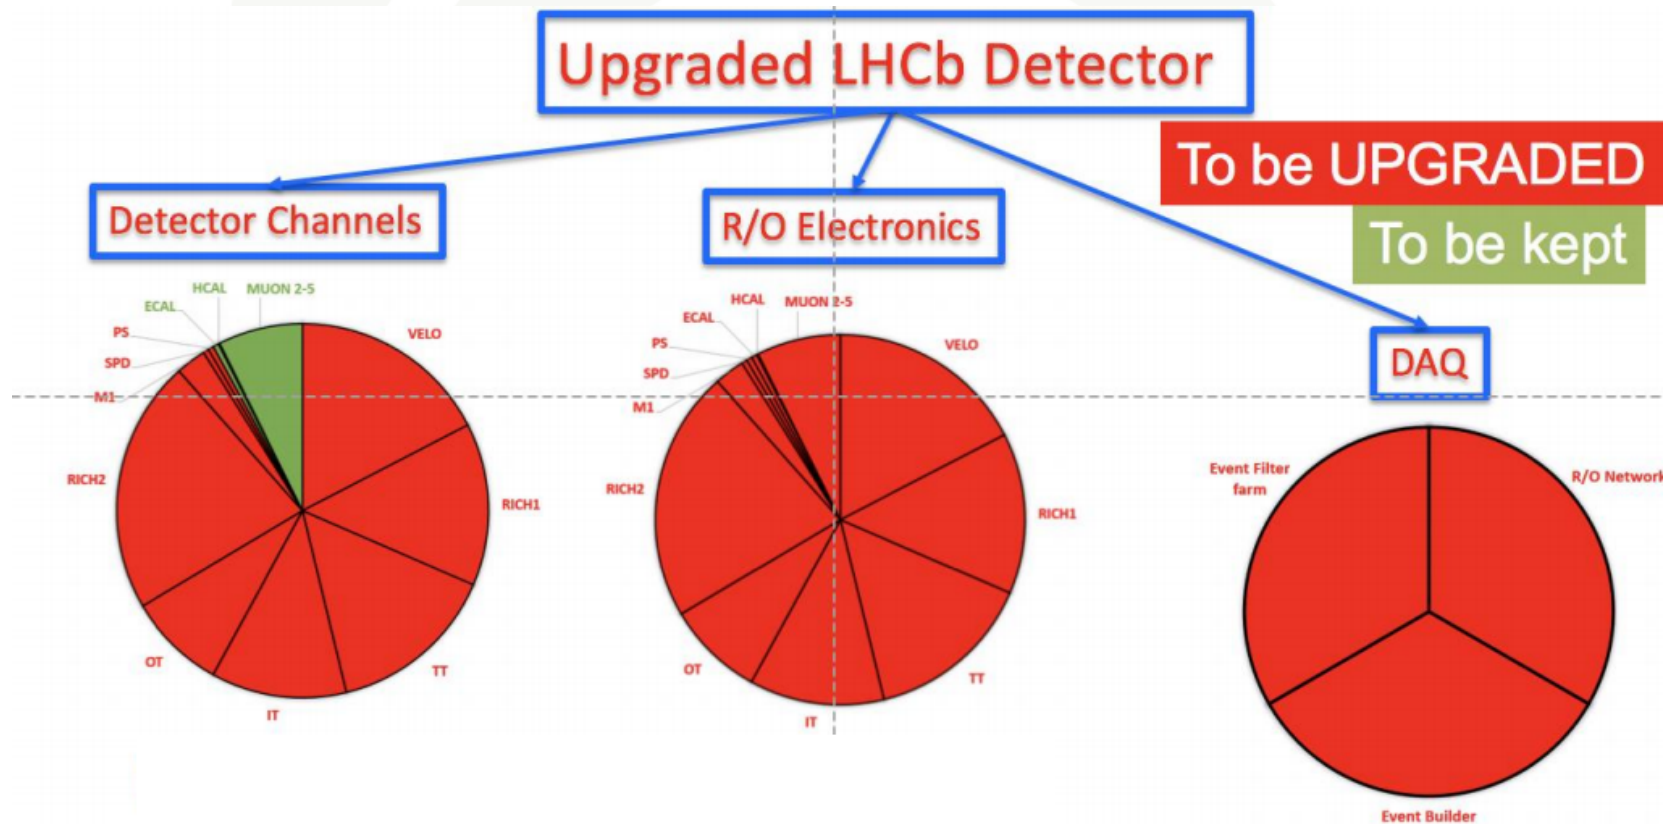 Upgraded LHCb Detector
To be UPGRADED
To be kept
Detector Channels
R/O Electronics
DAQ
HCAL
MUON 2-5
ECAL
PS
SPD
M1
VELO
RICH2
RICH1
OT
TT
IT
HCAL
MUON 2-5
ECAL
PS
SPD
M1
VELO
RICH2
RICH1
OT
TT
IT
Event Filter
farm
R/O Network
Event Builder